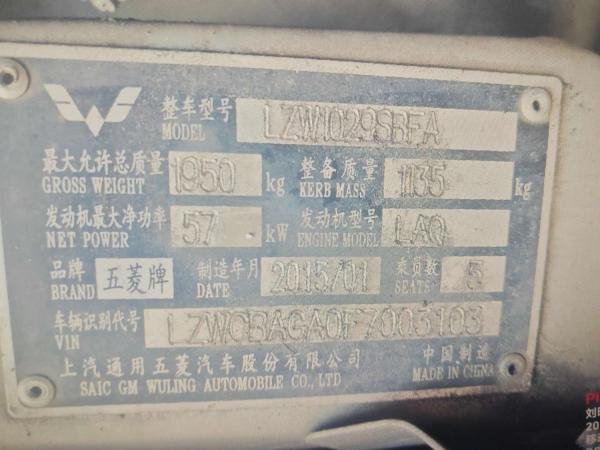 整车型号 LZW1029SBFA
MODEL
最大允许总质量 1950 kg 整备质量 1135 kg
GROSS WEIGHT KERB MASS
发动机最大净功率 57 kW 发动机型号 LAQ
NET POWER ENGINE MODEL
品牌 五菱牌 制造年月 2015/01 乘员数 5
BRAND DATE SEATS
车辆识别代号 LZWCBAGA0F7003103
VIN
上汽通用五菱汽车股份有限公司 中国制造
SAIC GM WULING AUTOMOBILE CO., LTD MADE IN CHINA